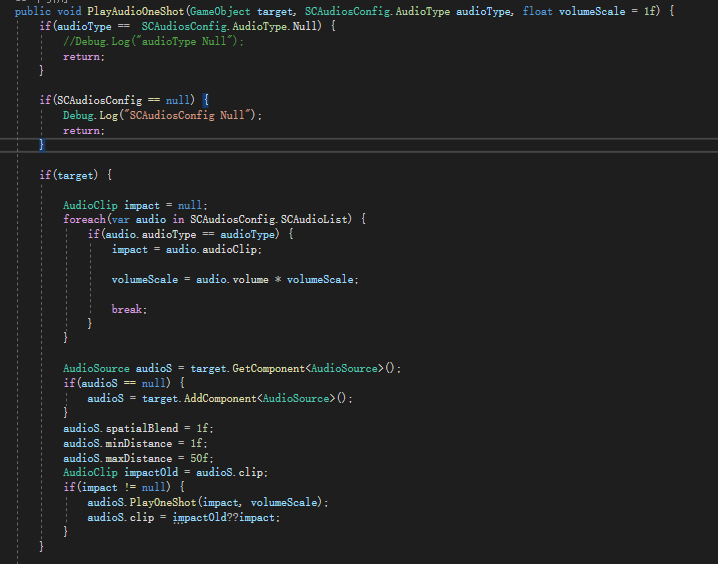 public void PlayAudioOneShot(GameObject target, SCAudiosConfig.AudioType audioType, float volumeScale = 1f) {
if(audioType ==  SCAudiosConfig.AudioType.Null) {
//Debug.Log("audioType Null");
return;
}
if(SCAudiosConfig == null) {
Debug.Log("SCAudiosConfig Null");
return;
}
if(target) {
AudioClip impact = null;
foreach(var audio in SCAudiosConfig.SCAudioList) {
if(audio.audioType == audioType) {
impact = audio.audioClip;
volumeScale = audio.volume * volumeScale;
break;
}
}
AudioSource audioS = target.GetComponent<AudioSource>();
if(audioS == null) {
audioS = target.AddComponent<AudioSource>();
}
audioS.spatialBlend = 1f;
audioS.minDistance = 1f;
audioS.maxDistance = 50f;
AudioClip impactOld = audioS.clip;
if(impact != null) {
audioS.PlayOneShot(impact, volumeScale);
audioS.clip = impactOld??impact;
}
}